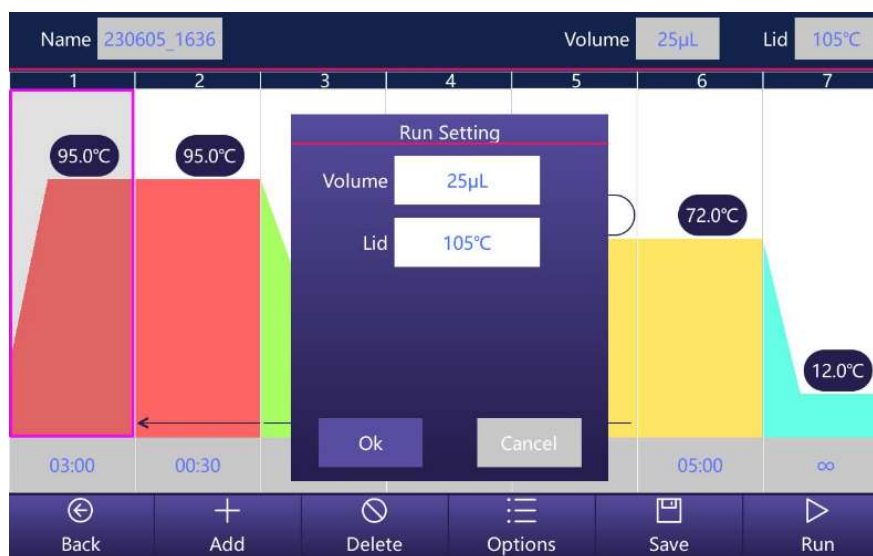 Name 230605_1636 Volume 25µL Lid 105℃
1 2 3 4 5 6 7
Run Setting
95.0℃ 95.0℃
Volume 25µL
72.0℃
Lid 105℃
12.0℃
Ok Cancel
03:00 00:30 05:00 ∞
Back Add Delete Options Save Run